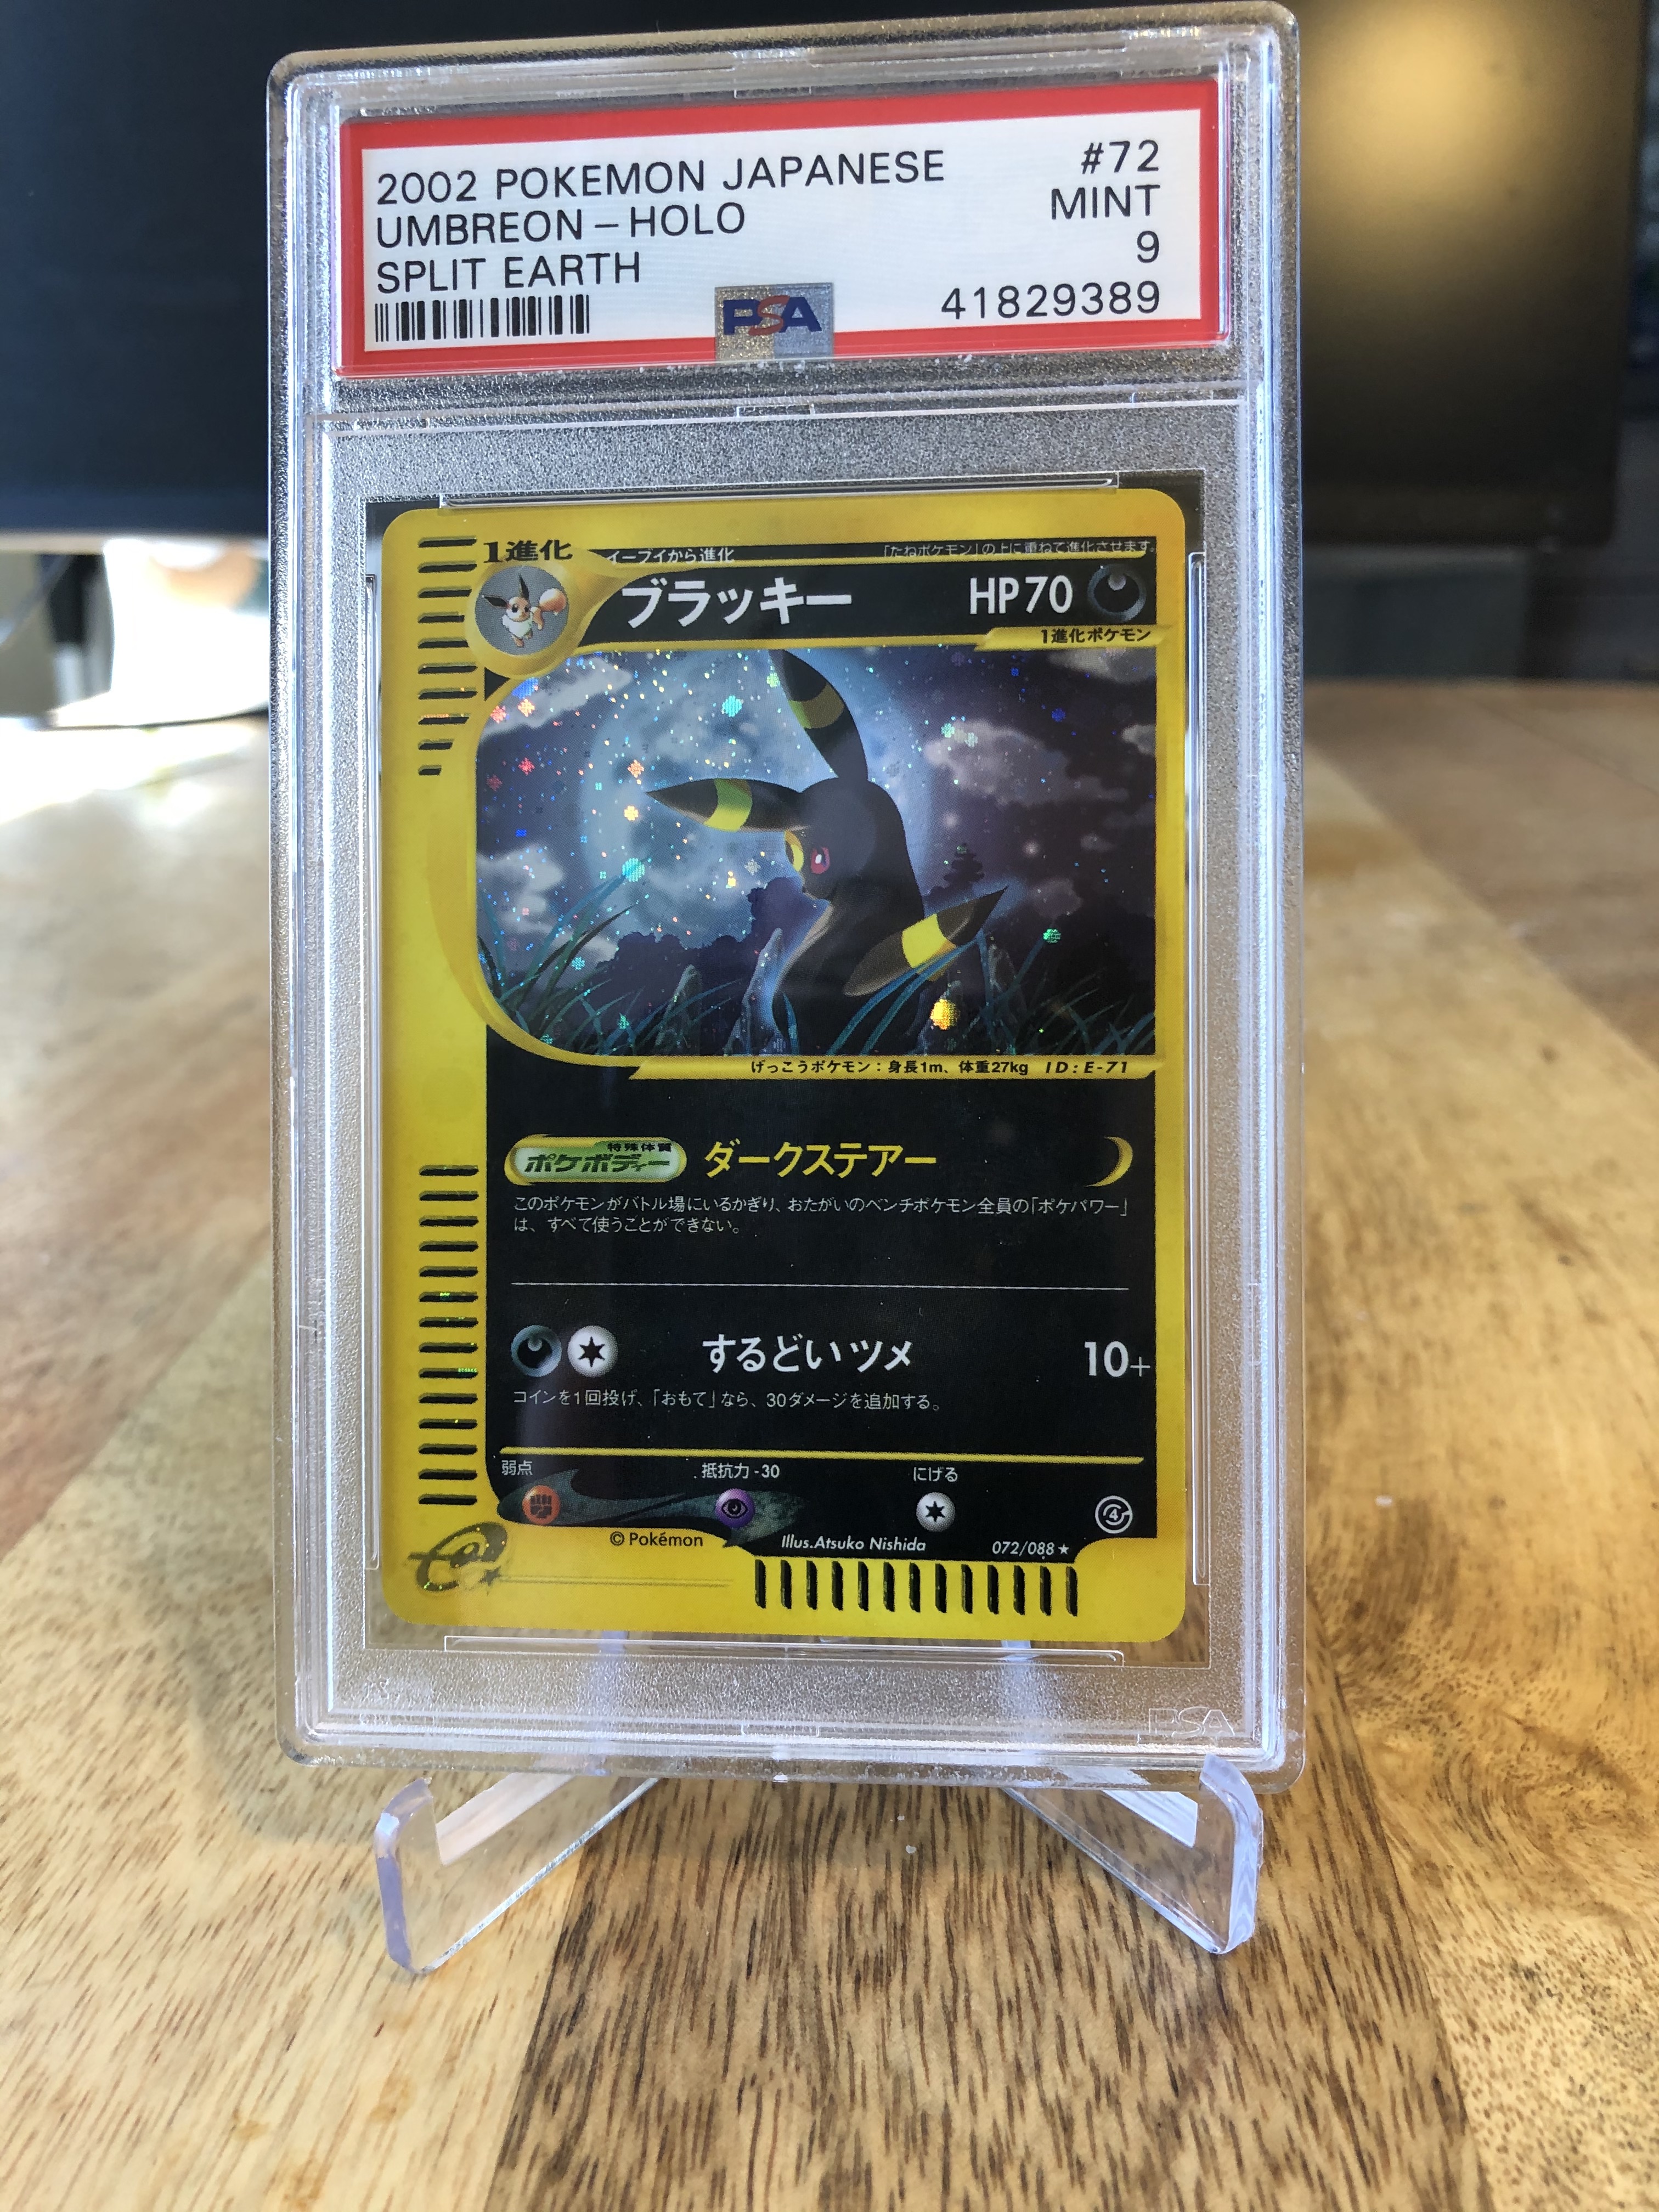 2002 POKEMON JAPANESE #72
UMBREON – HOLO MINT
SPLIT EARTH 9
PSA 41829389
1進化 イーブイから進化 「たねポケモン」の上に重ねて進化させます。
ブラッキー HP70
1進化ポケモン
げっこうポケモン：身長1m、体重27kg ID:E-71
特殊体質
ポケボディー ダークステアー
このポケモンがバトル場にいるかぎり、おたがいのベンチポケモン全員の「ポケパワー」
は、すべて使うことができない。
するどいツメ 10+
コインを1回投げ、「おもて」なら、30ダメージを追加する。
弱点 抵抗力-30 にげる
4
© Pokémon Illus.Atsuko Nishida 072/088 ★
e
PSA